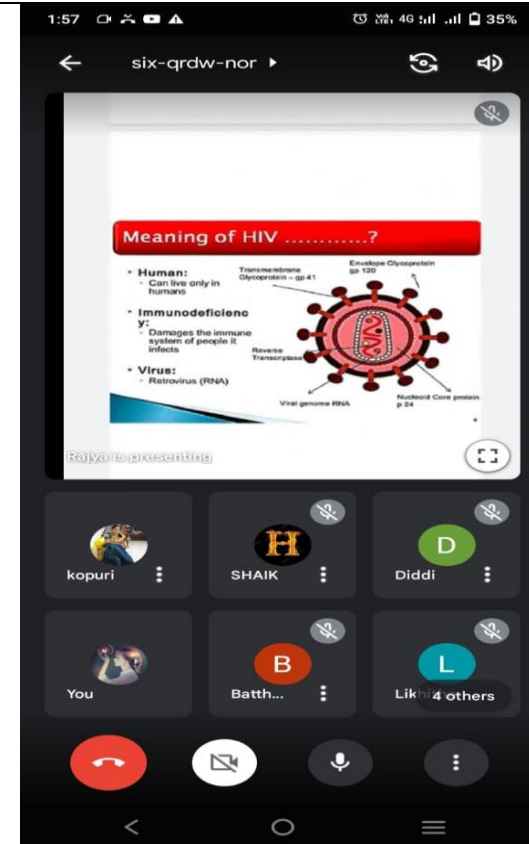 1:57
4G
35%
six-qrdw-nor
Meaning of HIV ............?
• Human:
- Can live only in
humans
• Immunodeficienc
y:
- Damages the immune
system of people it
infects
• Virus:
- Retrovirus (RNA)
Transmembrane
Glycoprotein – gp 41
Envelope Glycoprotein
gp 120
Reverse
Transcriptase
Viral genome RNA
Nucleoid Core protein
p 24
Rajya is presenting
kopuri
SHAIK
H
D
Diddi
You
B
Batth...
L
4 others